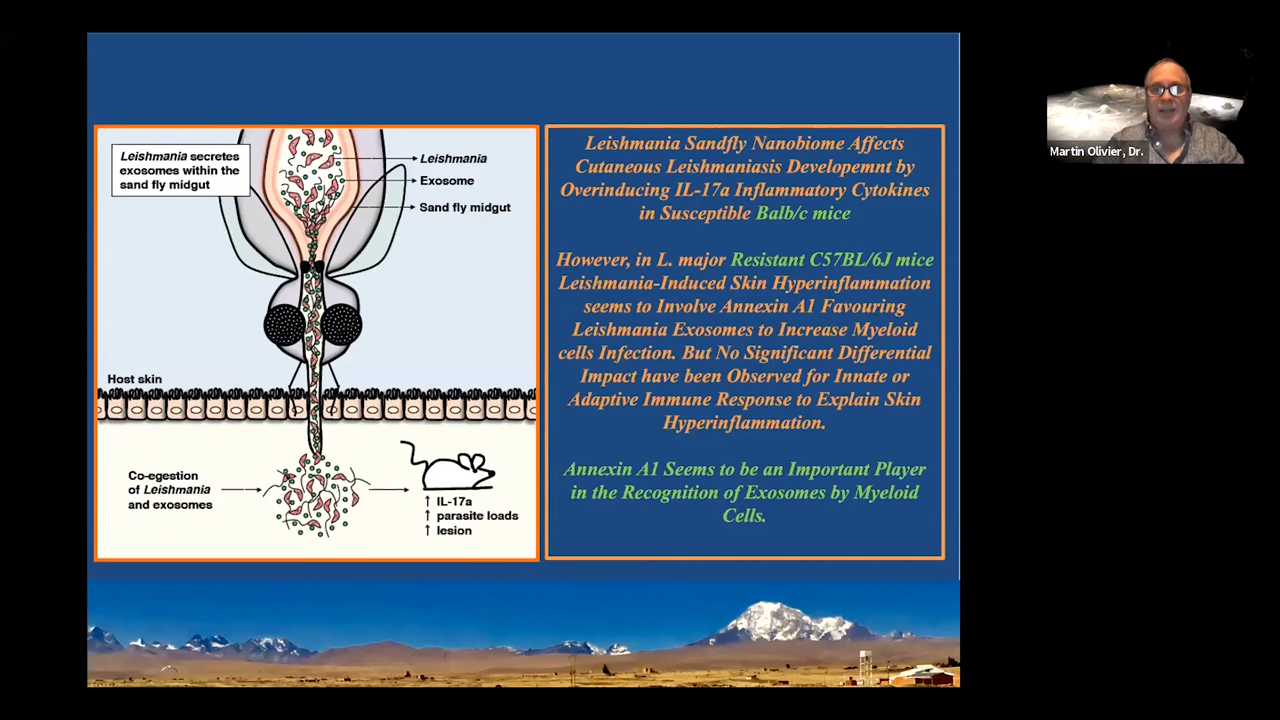 Leishmania secretes
exosomes within the
sand fly midgut
Leishmania
Exosome
Sand fly midgut
Host skin
Co-egestion
of Leishmania
and exosomes
↑ IL-17a
↑ parasite loads
↑ lesion
Leishmania Sandfly Nanobiome Affects
Cutaneous Leishmaniasis Developemnt by
Overinducing IL-17a Inflammatory Cytokines
in Susceptible Balb/c mice
However, in L. major Resistant C57BL/6J mice
Leishmania-Induced Skin Hyperinflammation
seems to Involve Annexin A1 Favouring
Leishmania Exosomes to Increase Myeloid
cells Infection. But No Significant Differential
Impact have been Observed for Innate or
Adaptive Immune Response to Explain Skin
Hyperinflammation.
Annexin A1 Seems to be an Important Player
in the Recognition of Exosomes by Myeloid
Cells.
Martin Olivier, Dr.